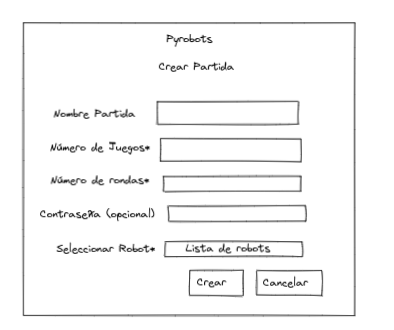 Pyrobots
Crear Partida
Nombre Partida
Número de Juegos*
Número de rondas*
Contraseña (opcional)
Seleccionar Robot* Lista de robots
Crear Cancelar